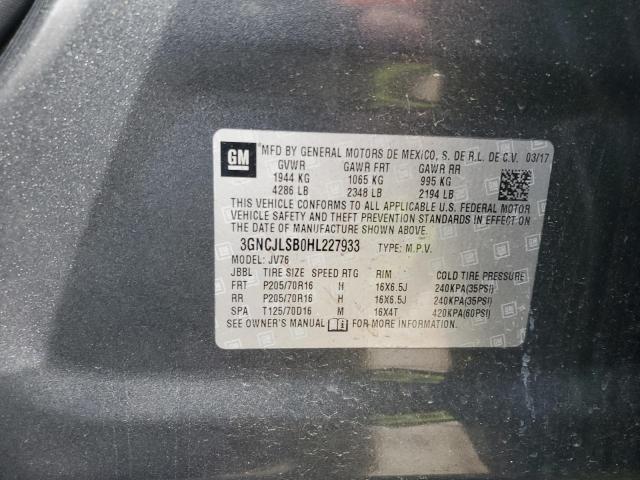 GM *MFD BY GENERAL MOTORS DE MEXICO, S. DE R.L. DE C.V. 03/17
GVWR GAWR FRT GAWR RR
1944 KG 1065 KG 995 KG
4286 LB 2348 LB 2194 LB
THIS VEHICLE CONFORMS TO ALL APPLICABLE U.S. FEDERAL MOTOR
VEHICLE SAFETY AND THEFT PREVENTION STANDARDS IN EFFECT ON
THE DATE OF MANUFACTURE SHOWN ABOVE.
3GNCJLSB0HL227933 TYPE: M.P.V.
MODEL: JV76
JBBL TIRE SIZE SPEED RTG RIM COLD TIRE PRESSURE
FRT P205/70R16 H 16X6.5J 240KPA(35PSI)
RR P205/70R16 H 16X6.5J 240KPA(35PSI)
SPA T125/70D16 M 16X4T 420KPA(60PSI)
SEE OWNER'S MANUAL FOR MORE INFORMATION.